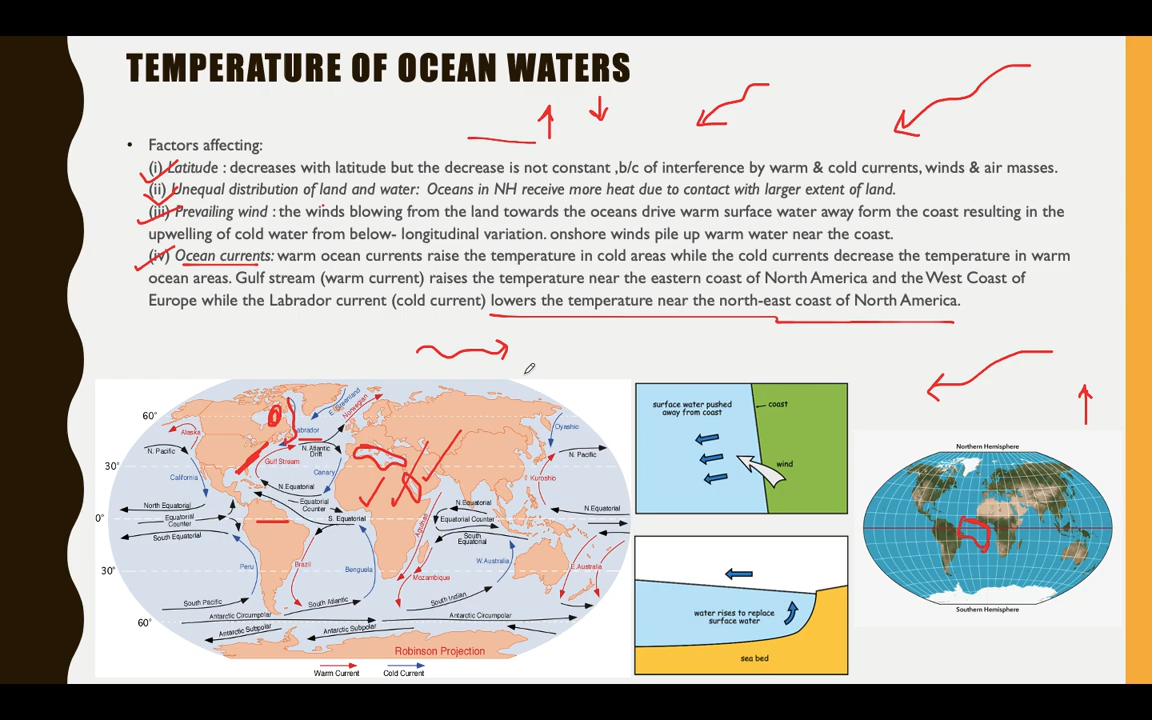 TEMPERATURE OF OCEAN WATERS
• Factors affecting:
(i) Latitude : decreases with latitude but the decrease is not constant ,b/c of interference by warm & cold currents, winds & air masses.
(ii) Unequal distribution of land and water: Oceans in NH receive more heat due to contact with larger extent of land.
(iii) Prevailing wind : the winds blowing from the land towards the oceans drive warm surface water away form the coast resulting in the
upwelling of cold water from below- longitudinal variation. onshore winds pile up warm water near the coast.
(iv) Ocean currents: warm ocean currents raise the temperature in cold areas while the cold currents decrease the temperature in warm
ocean areas. Gulf stream (warm current) raises the temperature near the eastern coast of North America and the West Coast of
Europe while the Labrador current (cold current) lowers the temperature near the north-east coast of North America.
60°
30°
0°
30°
60°
Alaska
N. Pacific
California
North Equatorial
Equatorial
Counter
South Equatorial
Peru
South Pacific
Antarctic Circumpolar
Antarctic Subpolar
E. Greenland
Norwegian
Labrador
N. Atlantic
Drift
Gulf Stream
Canary
N. Equatorial
Equatorial
Counter
S. Equatorial
Brazil
Benguela
South Atlantic
Antarctic Subpolar
Mozambique
N. Equatorial
Equatorial Counter
South
Equatorial
W. Australia
South Indian
Antarctic Circumpolar
Oyashio
N. Pacific
Kuroshio
N. Equatorial
E. Australia
Robinson Projection
Warm Current
Cold Current
surface water pushed
away from coast
coast
wind
water rises to replace
surface water
sea bed
Northern Hemisphere
Southern Hemisphere